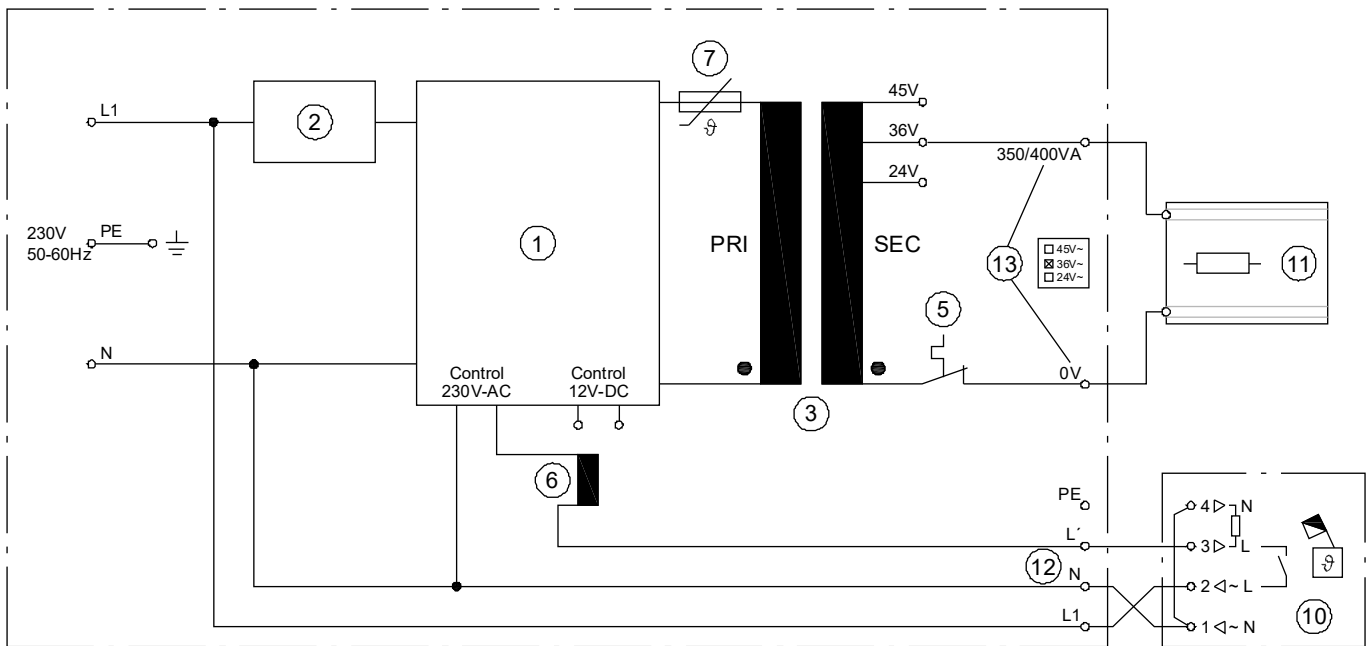 7
45V
L1
2
36V
350/400VA
24V
230V
50-60Hz
PE
1
PRI
SEC
13
45V~
36V~
24V~
11
5
N
Control
230V-AC
Control
12V-DC
0V
3
6
PE
4 N
L´
3 L
ϑ
ϑ
12
N
2 ~ L
10
L1
1 ~ N